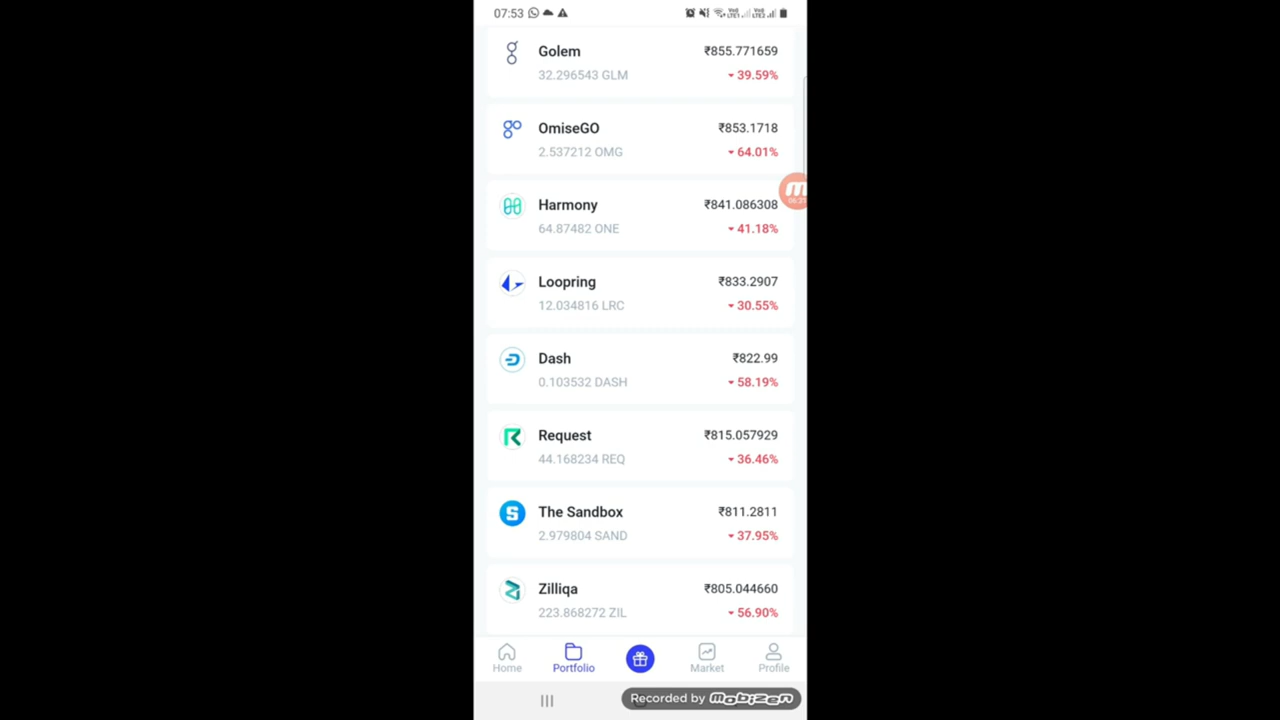 07:53
Golem ₹855.771659
32.296543 GLM 39.59%
OmiseGO ₹853.1718
2.537212 OMG 64.01%
Harmony ₹841.086308
64.87482 ONE 41.18%
Loopring ₹833.2907
12.034816 LRC 30.55%
Dash ₹822.99
0.103532 DASH 58.19%
Request ₹815.057929
44.168234 REQ 36.46%
The Sandbox ₹811.2811
2.979804 SAND 37.95%
Zilliqa ₹805.044660
223.868272 ZIL 56.90%
Home Portfolio Market Profile
Recorded by mobizen